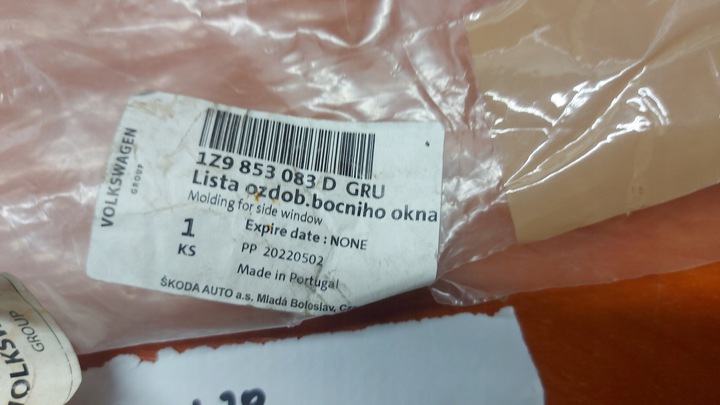 VOLKSWAGEN
GROUP
1Z9 853 083 D GRU
Lista ozdob.bocniho okna
Molding for side window
1
KS
Expire date : NONE
PP 20220502
Made in Portugal
ŠKODA AUTO a.s, Mladá Boleslav,
GROUP